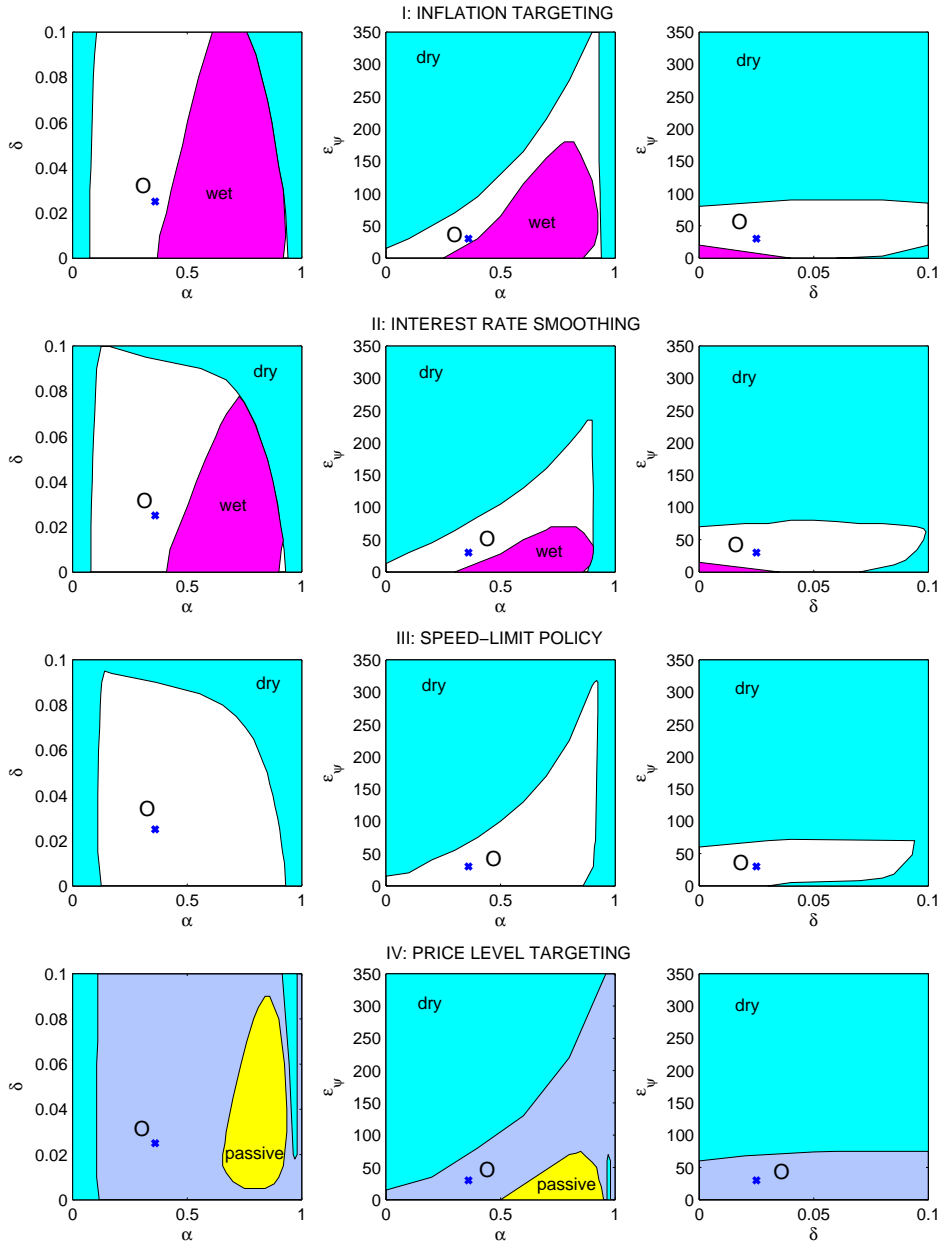 I: INFLATION TARGETING
0.1
0.08
0.06
0.04
0.02
0
δ
O
wet
0
0.5
1
α
350
300
250
200
150
100
50
0
ε_ψ
dry
O
wet
0
0.5
1
α
350
300
250
200
150
100
50
0
ε_ψ
dry
O
0
0.05
0.1
δ
II: INTEREST RATE SMOOTHING
0.1
0.08
0.06
0.04
0.02
0
δ
dry
O
wet
0
0.5
1
α
350
300
250
200
150
100
50
0
ε_ψ
dry
O
wet
0
0.5
1
α
350
300
250
200
150
100
50
0
ε_ψ
dry
O
0
0.05
0.1
δ
III: SPEED−LIMIT POLICY
0.1
0.08
0.06
0.04
0.02
0
δ
dry
O
0
0.5
1
α
350
300
250
200
150
100
50
0
ε_ψ
dry
O
0
0.5
1
α
350
300
250
200
150
100
50
0
ε_ψ
dry
O
0
0.05
0.1
δ
IV: PRICE LEVEL TARGETING
0.1
0.08
0.06
0.04
0.02
0
δ
O
passive
0
0.5
1
α
350
300
250
200
150
100
50
0
ε_ψ
dry
O
passive
0
0.5
1
α
350
300
250
200
150
100
50
0
ε_ψ
dry
O
0
0.05
0.1
δ